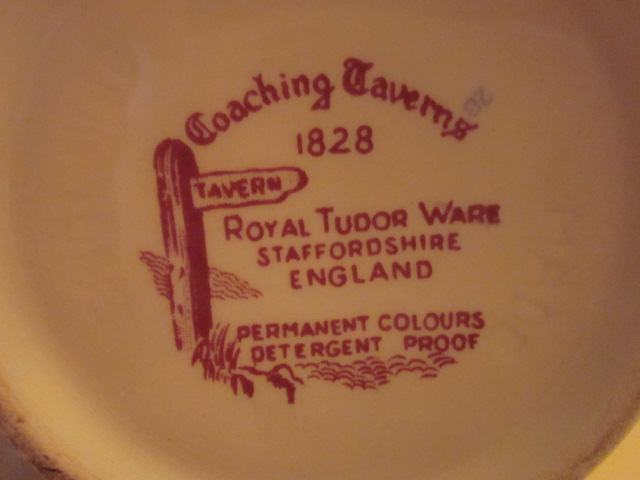 Coaching Taverns
1828
TAVERN
ROYAL TUDOR WARE
STAFFORDSHIRE
ENGLAND
PERMANENT COLOURS
DETERGENT PROOF